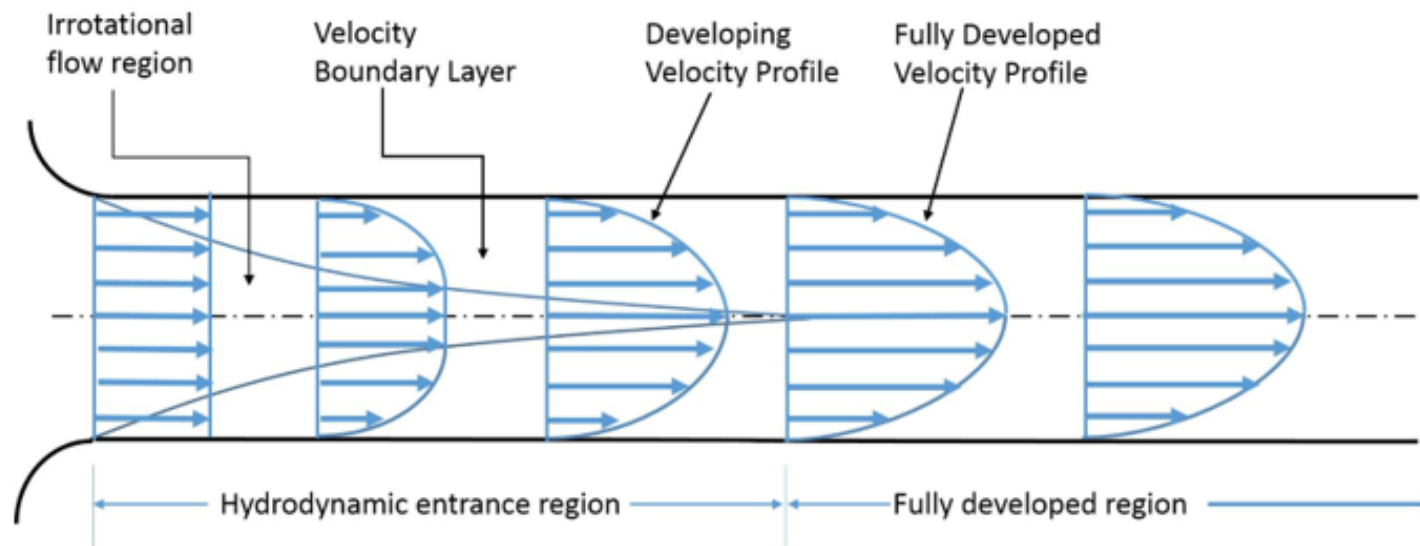 Irrotational
flow region
Velocity
Boundary Layer
Developing
Velocity Profile
Fully Developed
Velocity Profile
Hydrodynamic entrance region
Fully developed region